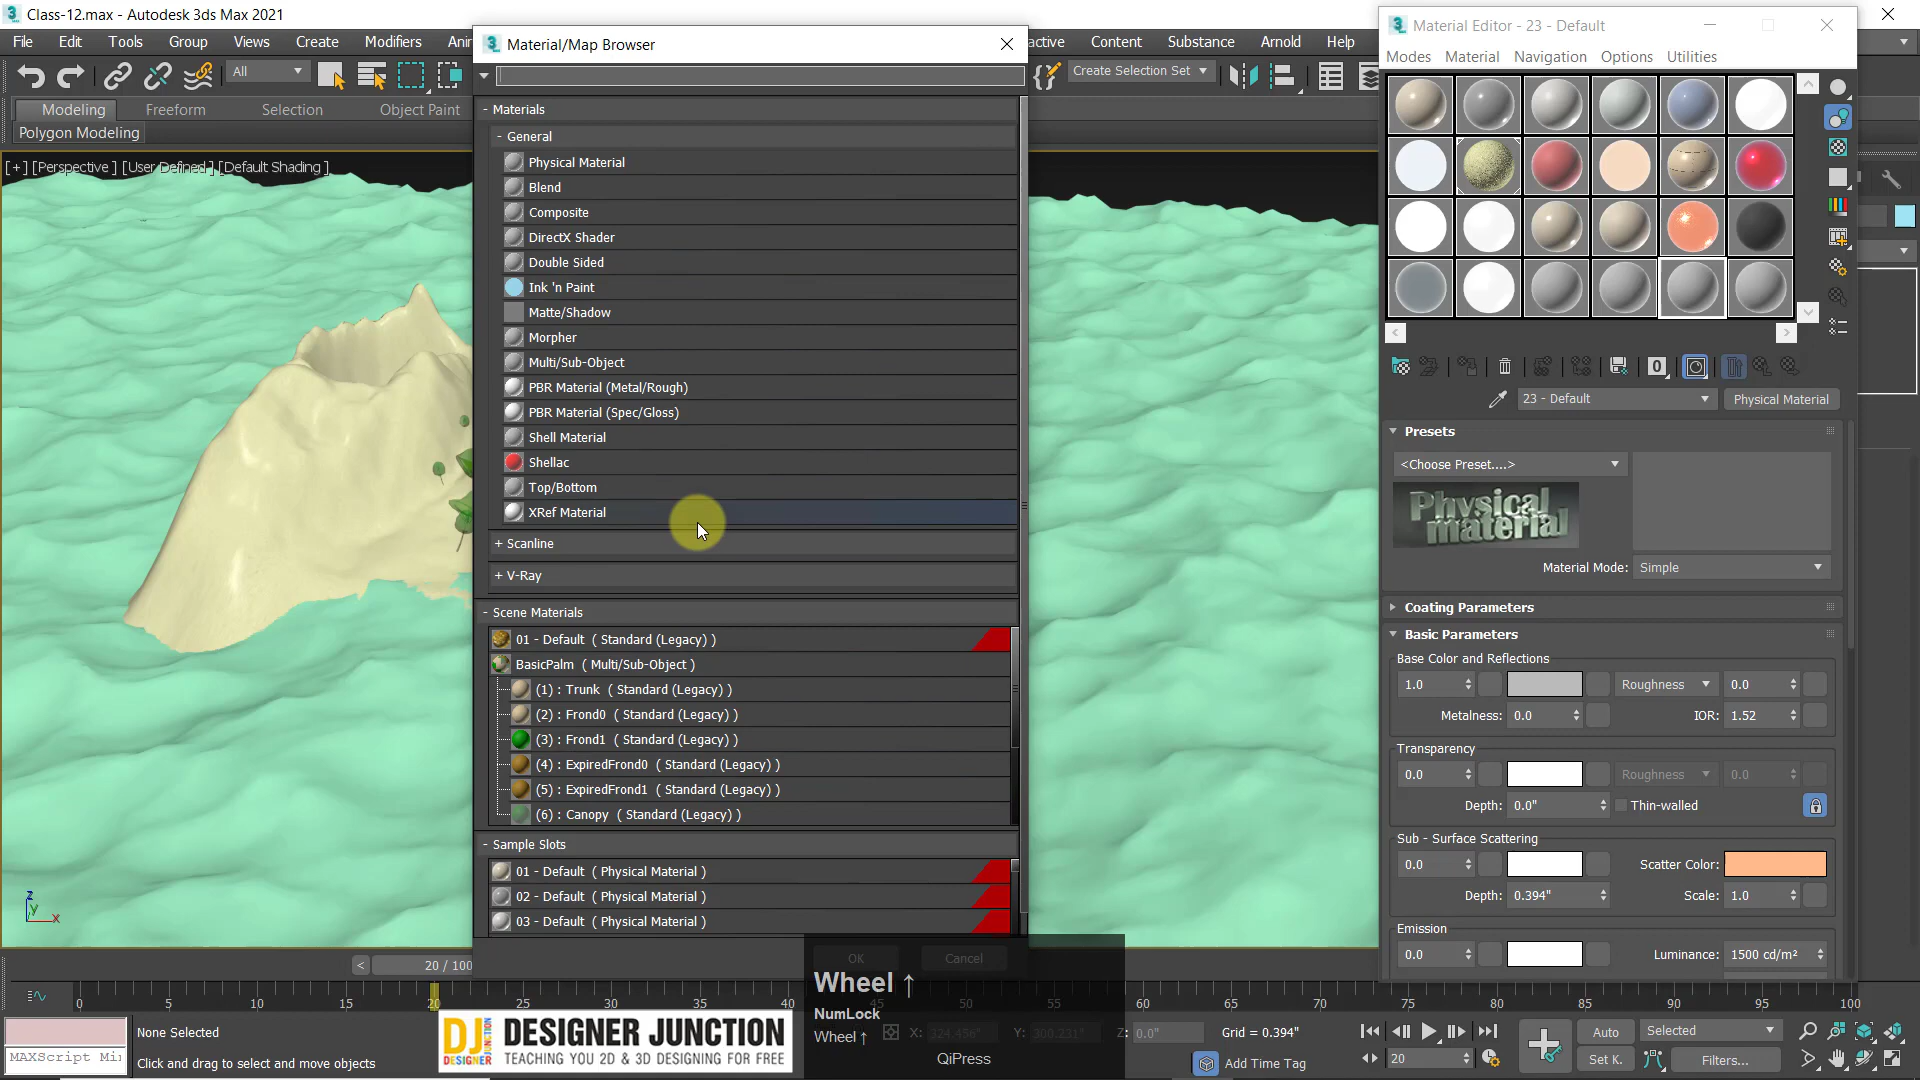 Class-12.max - Autodesk 3ds Max 2021
File Edit Tools Group Views Create Modifiers Ani
active Content Substance Arnold Help
All
Create Selection Set
Modeling Freeform Selection Object Paint
Polygon Modeling
[+] [Perspective ] [User Defined ] [Default Shading ]
Material/Map Browser
- Materials
- General
Physical Material
Blend
Composite
DirectX Shader
Double Sided
Ink 'n Paint
Matte/Shadow
Morpher
Multi/Sub-Object
PBR Material (Metal/Rough)
PBR Material (Spec/Gloss)
Shell Material
Shellac
Top/Bottom
XRef Material
+ Scanline
+ V-Ray
- Scene Materials
01 - Default ( Standard (Legacy) )
BasicPalm ( Multi/Sub-Object )
(1) : Trunk ( Standard (Legacy) )
(2) : Frond0 ( Standard (Legacy) )
(3) : Frond1 ( Standard (Legacy) )
(4) : ExpiredFrond0 ( Standard (Legacy) )
(5) : ExpiredFrond1 ( Standard (Legacy) )
(6) : Canopy ( Standard (Legacy) )
- Sample Slots
01 - Default ( Physical Material )
02 - Default ( Physical Material )
03 - Default ( Physical Material )
OK Cancel
Material Editor - 23 - Default
Modes Material Navigation Options Utilities
0
23 - Default Physical Material
Presets
<Choose Preset....>
Physical material
Material Mode: Simple
Coating Parameters
Basic Parameters
Base Color and Reflections
1.0 Roughness 0.0
Metalness: 0.0 IOR: 1.52
Transparency
0.0 Roughness 0.0
Depth: 0.0" Thin-walled
Sub - Surface Scattering
0.0 Scatter Color:
Depth: 0.394" Scale: 1.0
Emission
0.0 Luminance: 1500 cd/m²
z
y
x
< 20 / 100
0 5 10 15 20 25 30 35 40 45 50 55 60 65 70 75 80 85 90 95 100
Wheel ↑
NumLock
Wheel ↑
QiPress
None Selected
Click and drag to select and move objects
MAXScript Mi
DJ DESIGNER JUNCTION
DESIGNER TEACHING YOU 2D & 3D DESIGNING FOR FREE
X: 324.456" Y: 300.231" Z: 0.0" Grid = 0.394"
Add Time Tag
20
Auto Selected
Set K. Filters...